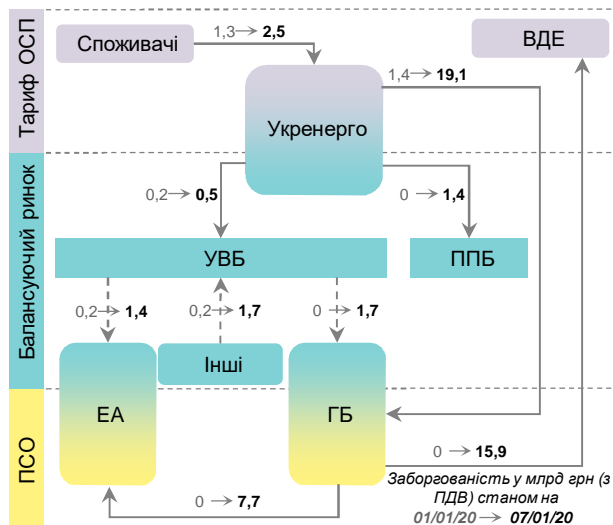 Тариф ОСП
Споживачі
1,3→ 2,5
ВДЕ
1,4→ 19,1
Укренерго
Балансуючий ринок
0,2→ 0,5
0 → 1,4
УВБ
ППБ
0,2→ 1,4
0,2→ 1,7
0 → 1,7
Інші
ПСО
ЕА
ГБ
0 → 15,9
0 → 7,7
Заборгованість у млрд грн (з
ПДВ) станом на
01/01/20 → 07/01/20